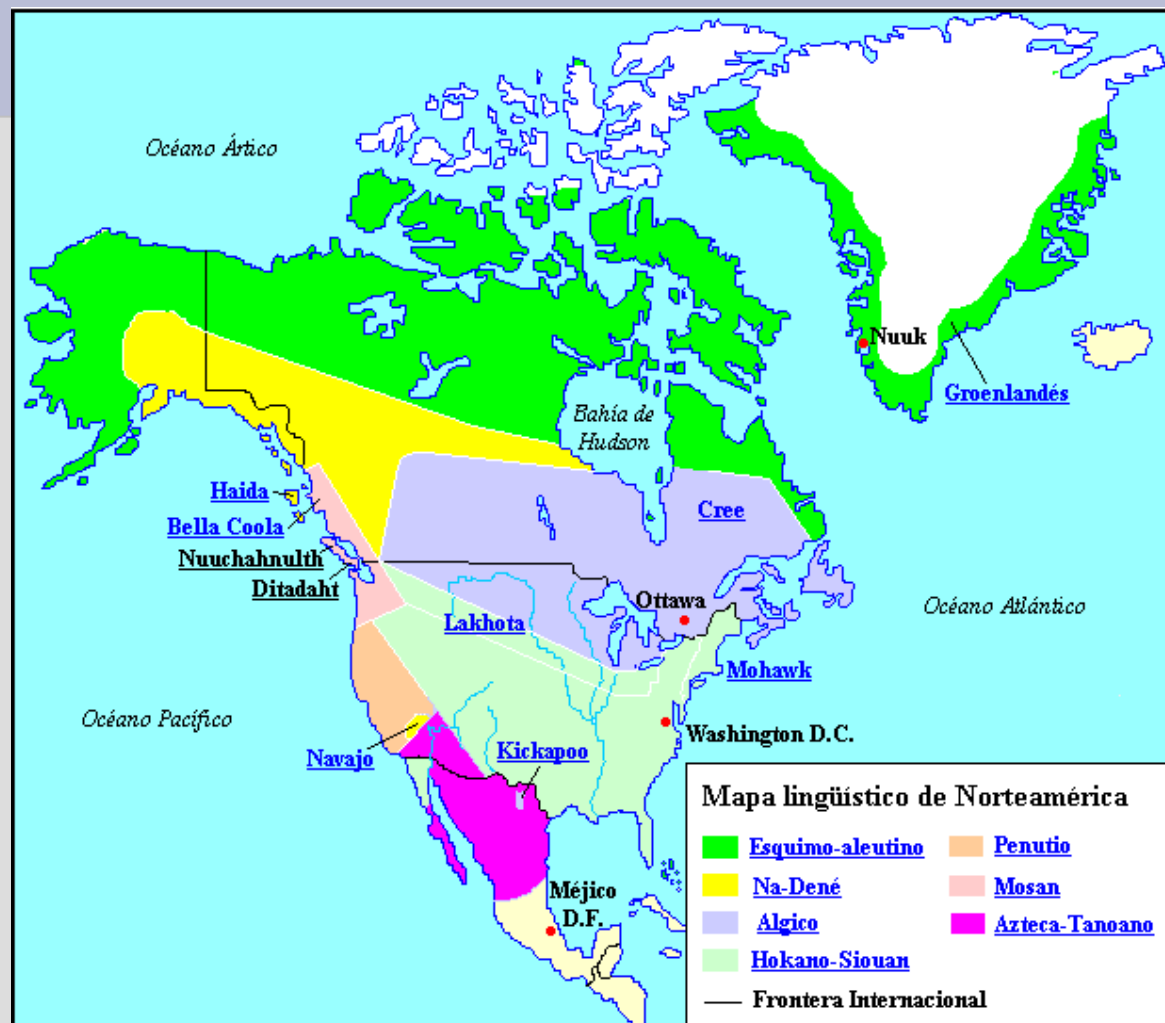 Océano Ártico
Nuuk
Groenlandés
Bahía de
Hudson
Haida
Bella Coola
Nuuchahnulth
Ditadaht
Cree
Ottawa
Océano Atlántico
Lakhota
Mohawk
Océano Pacífico
Washington D.C.
Navajo
Kickapoo
Méjico
D.F.
Mapa lingüístico de Norteamérica
Esquimo-aleutino
Penutio
Na-Dené
Mosan
Algico
Azteca-Tanoano
Hokano-Siouan
Frontera Internacional